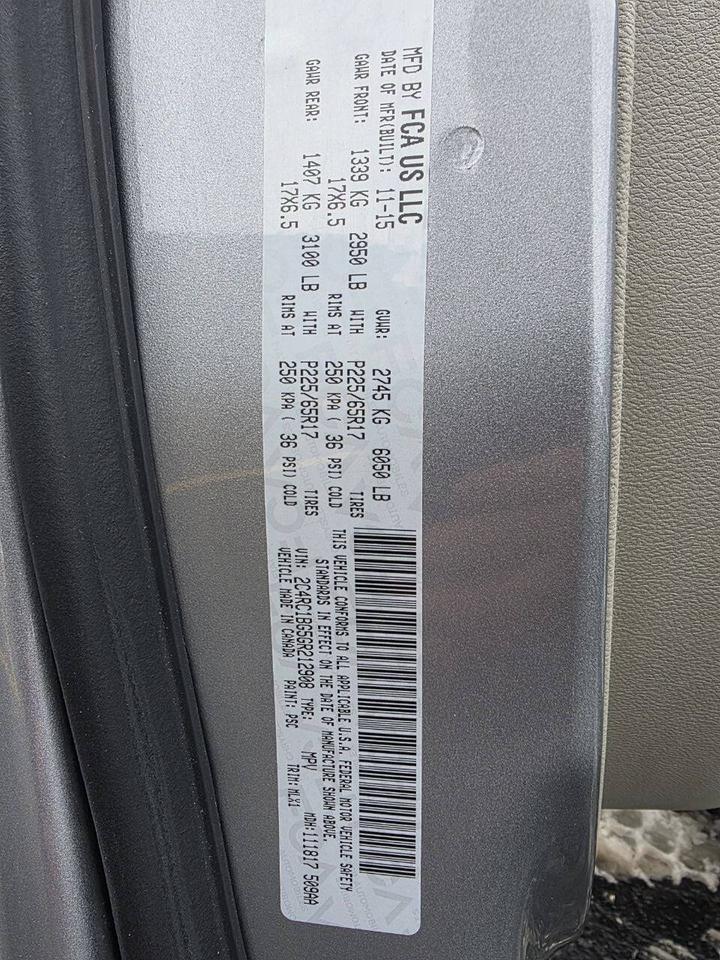 MFD BY FCA US LLC
DATE OF MFR(BUILT): 11-15 GVWR: 2745 KG 6050 LB
GAWR FRONT: 1339 KG 2950 LB WITH P225/65R17 TIRES
17X6.5 RIMS AT 250 KPA ( 36 PSI) COLD
GAWR REAR: 1407 KG 3100 LB WITH P225/65R17 TIRES
17X6.5 RIMS AT 250 KPA ( 36 PSI) COLD
THIS VEHICLE CONFORMS TO ALL APPLICABLE U.S.A. FEDERAL MOTOR VEHICLE SAFETY
STANDARDS IN EFFECT ON THE DATE OF MANUFACTURE SHOWN ABOVE.
VIN: 2C4RC1BG5GR212908 TYPE: MPV MDH:111817 509AA
VEHICLE MADE IN CANADA PAINT: PSC TRIM:MLX1